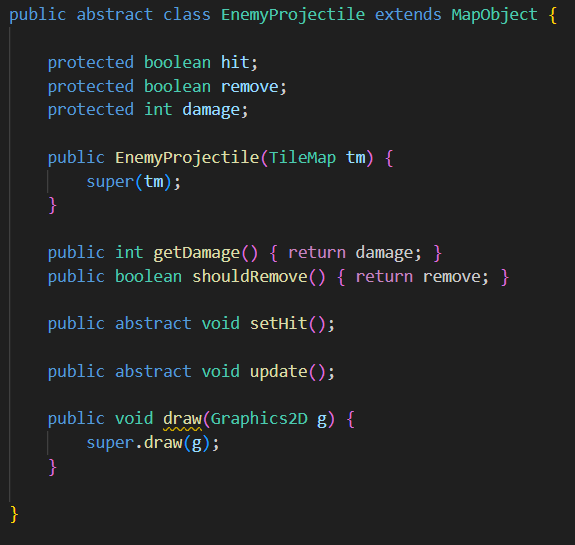 public abstract class EnemyProjectile extends MapObject {
protected boolean hit;
protected boolean remove;
protected int damage;
public EnemyProjectile(TileMap tm) {
super(tm);
}
public int getDamage() { return damage; }
public boolean shouldRemove() { return remove; }
public abstract void setHit();
public abstract void update();
public void draw(Graphics2D g) {
super.draw(g);
}
}